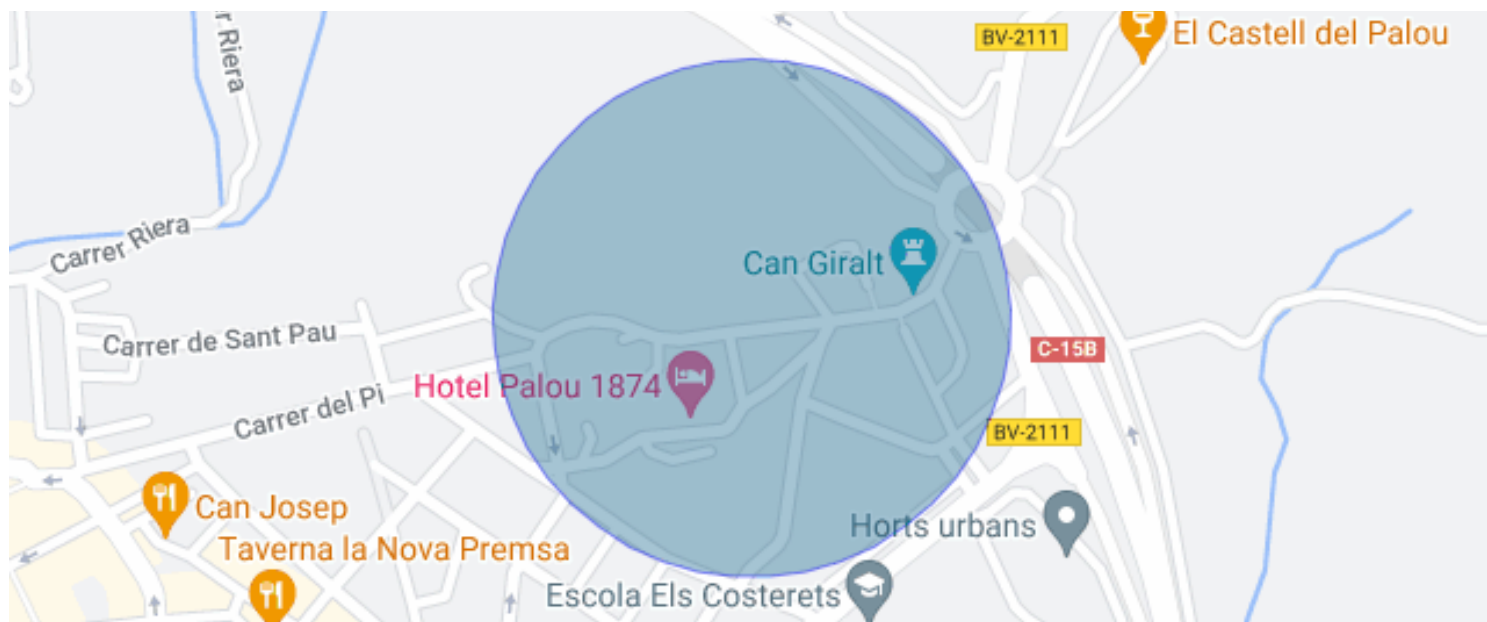 r Riera
BV-2111
El Castell del Palou
Carrer Riera
Can Giralt
Carrer de Sant Pau
C-15B
Hotel Palou 1874
Carrer del Pi
BV-2111
Can Josep
Horts urbans
Taverna la Nova Premsa
Escola Els Costerets